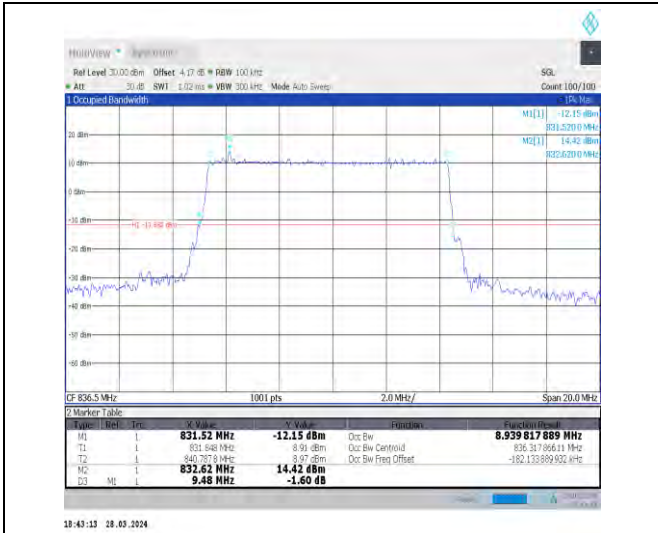 MultiView
Ref Level 30.00 dBm Offset 4.17 dB RBW 100 kHz SGL
Att 30 dB SWT 1.02 ms VBW 300 kHz Mode Auto Sweep Count 100/100
1 Occupied Bandwidth 1Pk Max
M1[1] -12.15 dBm
831.5200 MHz
M2[1] 14.42 dBm
832.6200 MHz
20 dBm
10 dBm
0 dBm
-10 dBm
-20 dBm
-30 dBm
-40 dBm
-50 dBm
-60 dBm
CF 836.5 MHz 1001 pts 2.0 MHz/ Span 20.0 MHz
2 Marker Table
Type Ref Trc X Value Y Value Function Function Result
M1 1 831.52 MHz -12.15 dBm Occ Bw 8.939 817 889 MHz
T1 1 831.848 MHz 8.91 dBm Occ Bw Centroid 836.317 866 11 MHz
T2 1 840.787 8 MHz 8.97 dBm Occ Bw Freq Offset -182.133 889 932 kHz
M2 1 832.62 MHz 14.42 dBm
D3 M1 1 9.48 MHz -1.60 dB
18:43:13 28.03.2024